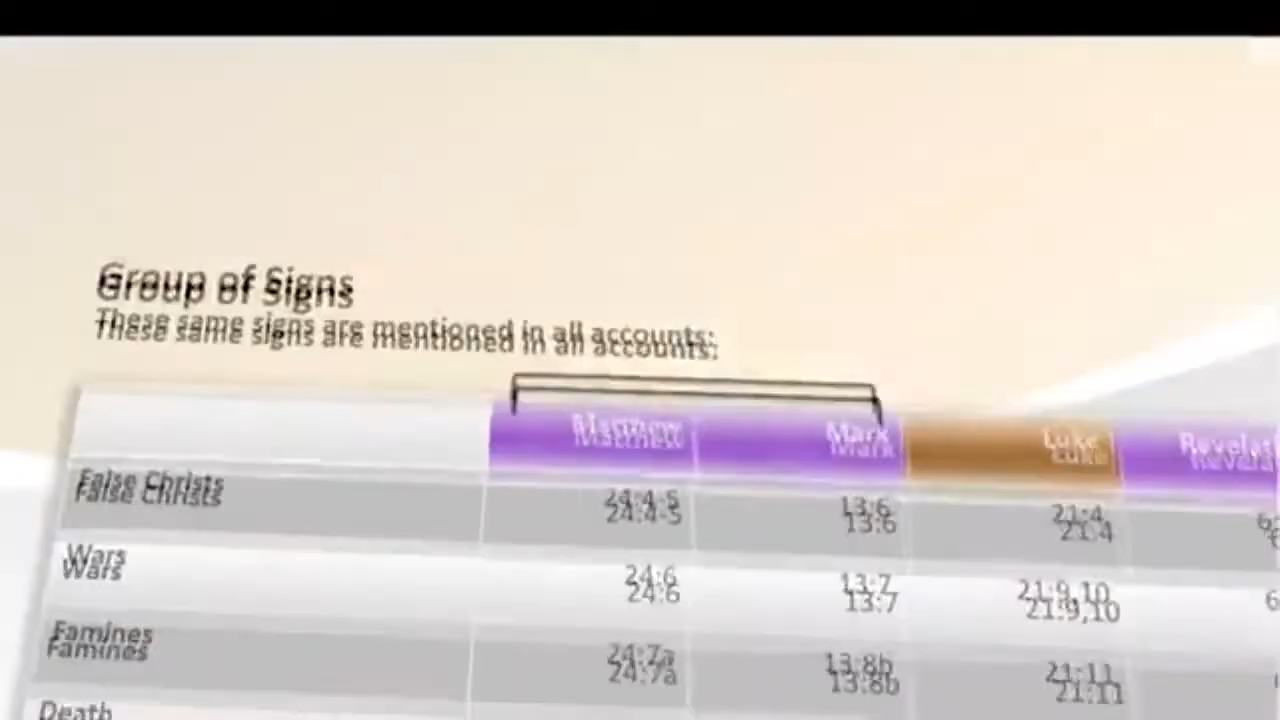 Group of Signs
These same signs are mentioned in all accounts:
Matthew Mark Luke
False Christs 24:4-5 13:6 21:4
Wars 24:6 13:7 21:9,10
Famines 24:7a 13:8b 21:11
Death